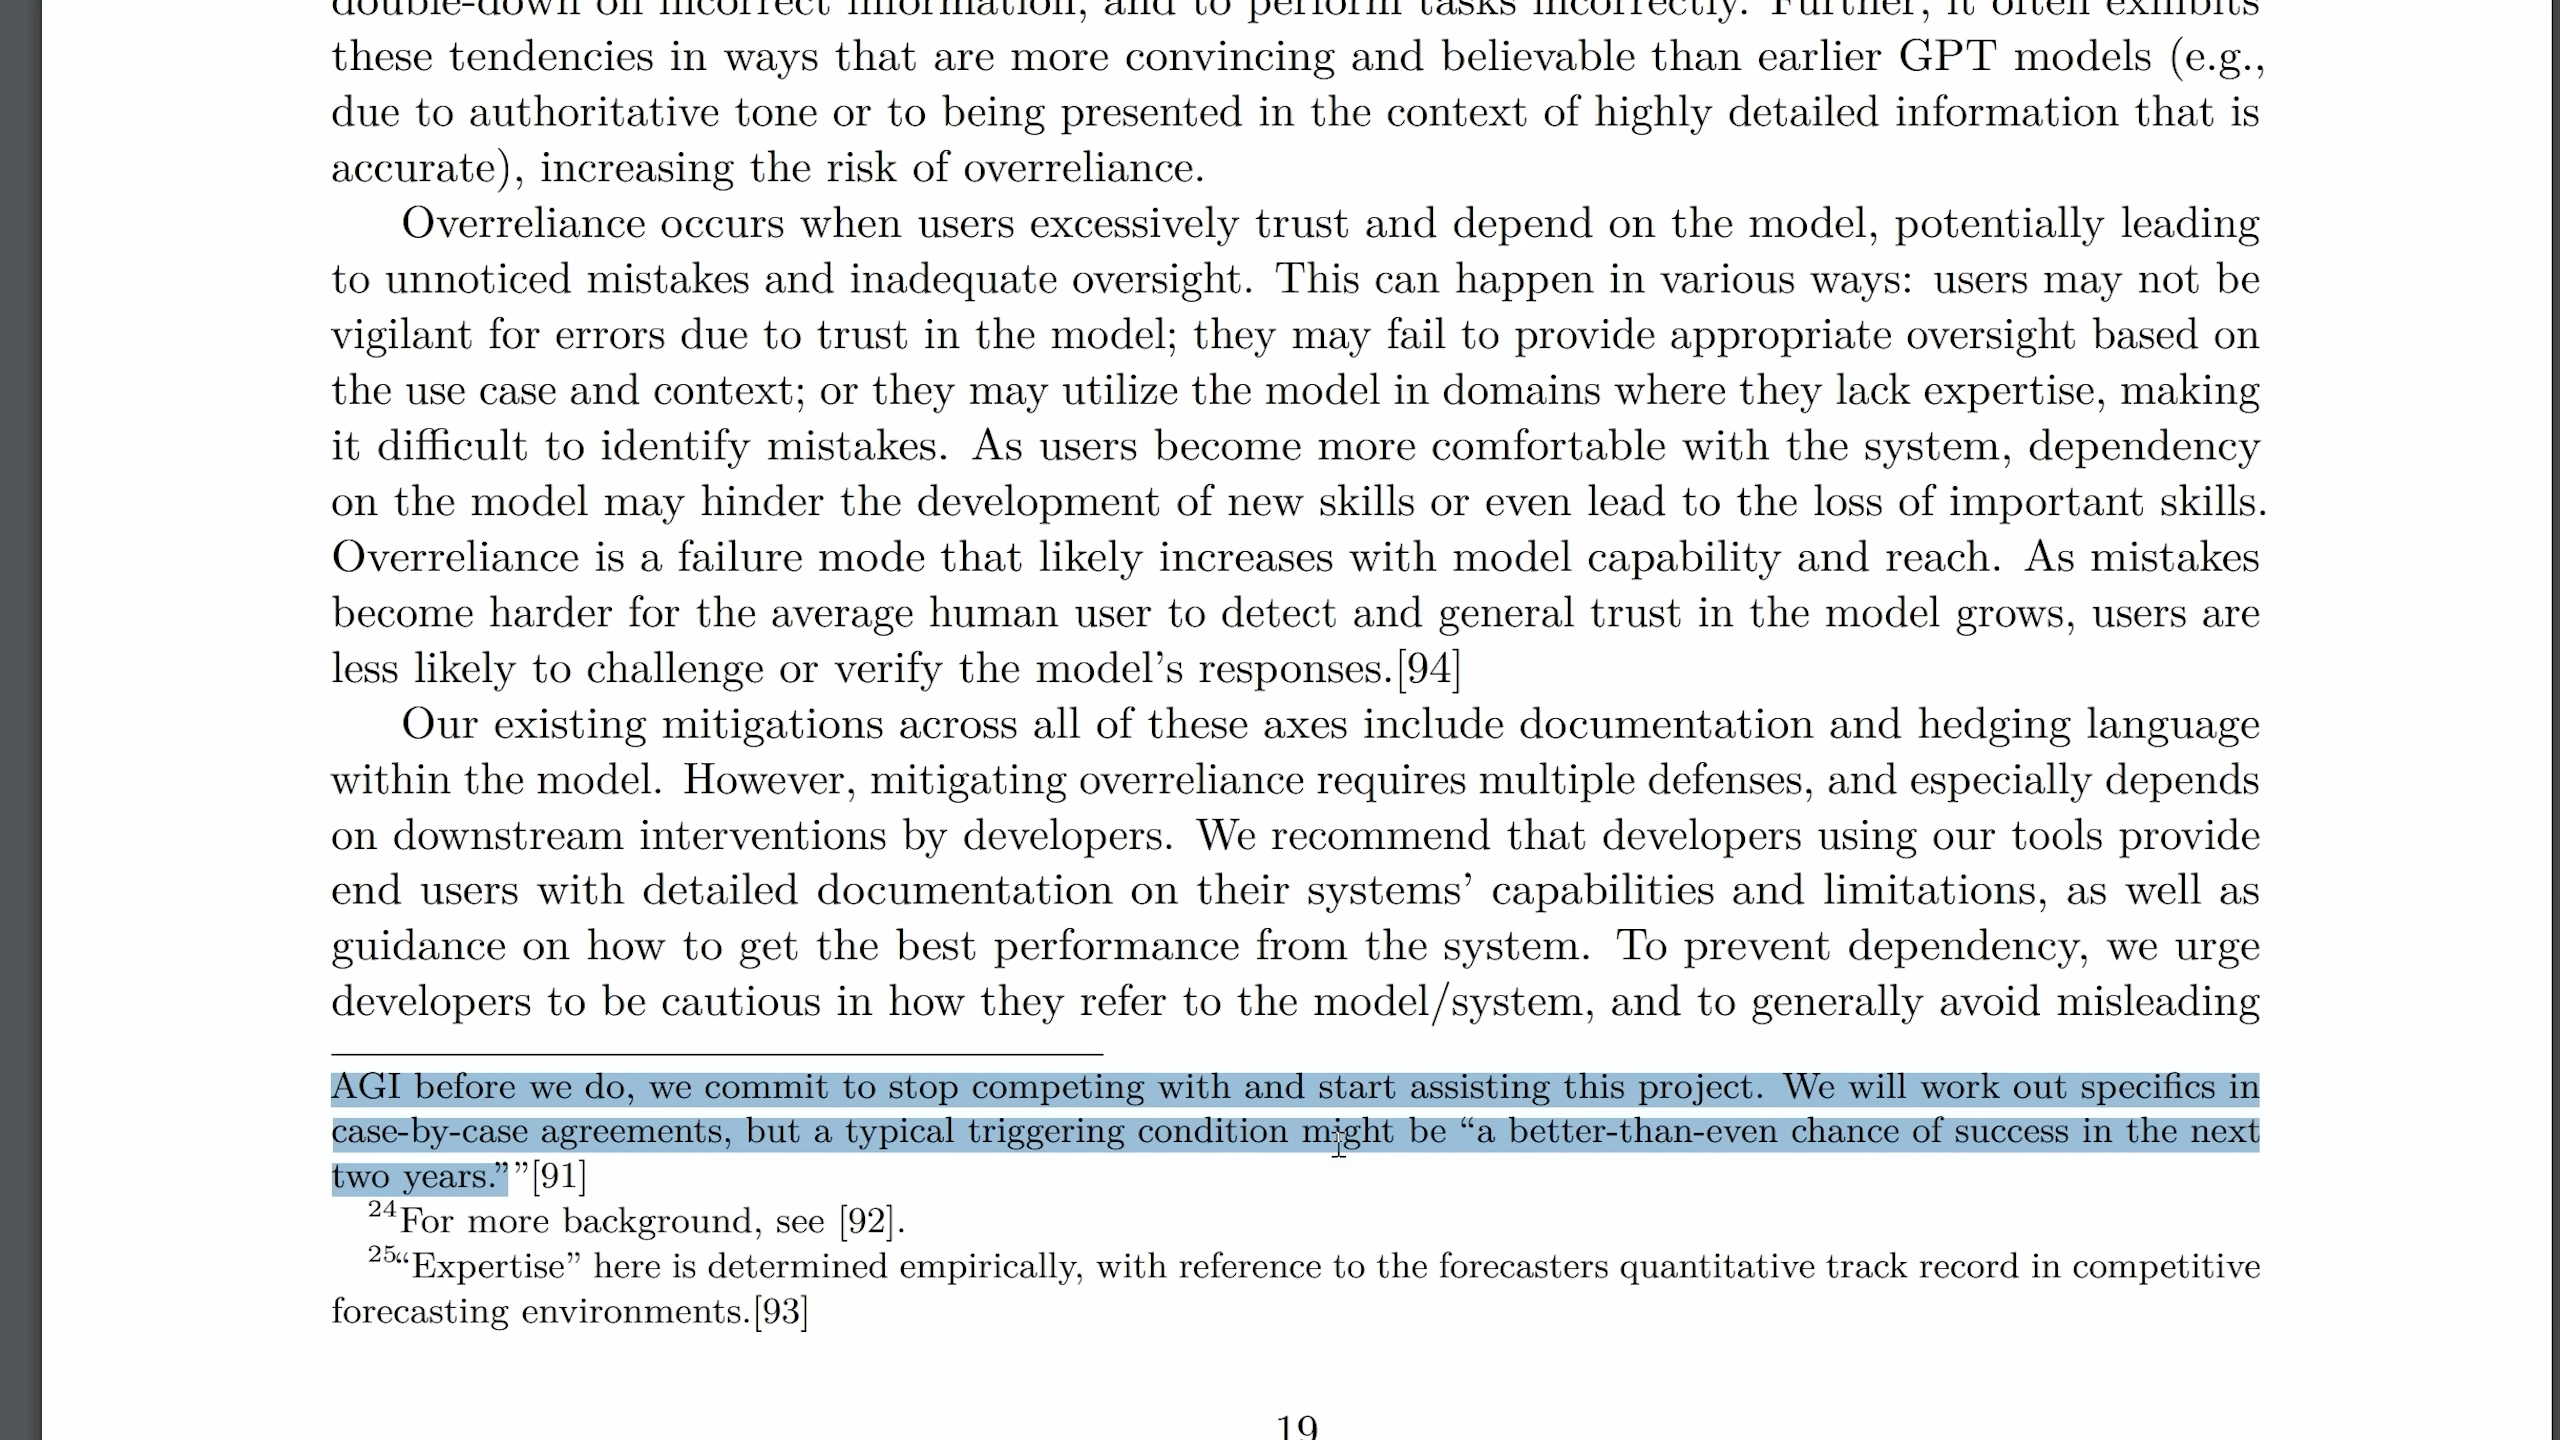 double-down on incorrect information, and to perform tasks incorrectly. Further, it often exhibits
these tendencies in ways that are more convincing and believable than earlier GPT models (e.g.,
due to authoritative tone or to being presented in the context of highly detailed information that is
accurate), increasing the risk of overreliance.
Overreliance occurs when users excessively trust and depend on the model, potentially leading
to unnoticed mistakes and inadequate oversight. This can happen in various ways: users may not be
vigilant for errors due to trust in the model; they may fail to provide appropriate oversight based on
the use case and context; or they may utilize the model in domains where they lack expertise, making
it difficult to identify mistakes. As users become more comfortable with the system, dependency
on the model may hinder the development of new skills or even lead to the loss of important skills.
Overreliance is a failure mode that likely increases with model capability and reach. As mistakes
become harder for the average human user to detect and general trust in the model grows, users are
less likely to challenge or verify the model’s responses.[94]
Our existing mitigations across all of these axes include documentation and hedging language
within the model. However, mitigating overreliance requires multiple defenses, and especially depends
on downstream interventions by developers. We recommend that developers using our tools provide
end users with detailed documentation on their systems’ capabilities and limitations, as well as
guidance on how to get the best performance from the system. To prevent dependency, we urge
developers to be cautious in how they refer to the model/system, and to generally avoid misleading
AGI before we do, we commit to stop competing with and start assisting this project. We will work out specifics in
case-by-case agreements, but a typical triggering condition might be “a better-than-even chance of success in the next
two years.””[91]
24For more background, see [92].
25“Expertise” here is determined empirically, with reference to the forecasters quantitative track record in competitive
forecasting environments.[93]
19